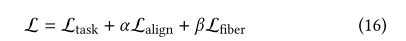 ℒ = ℒ_task + αℒ_align + βℒ_fiber (16)